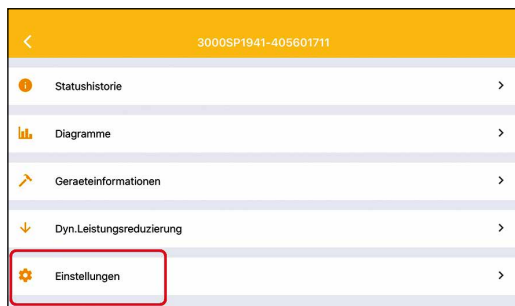 3000SP1941-405601711
Statushistorie
Diagramme
Geraeteinformationen
Dyn.Leistungsreduzierung
Einstellungen